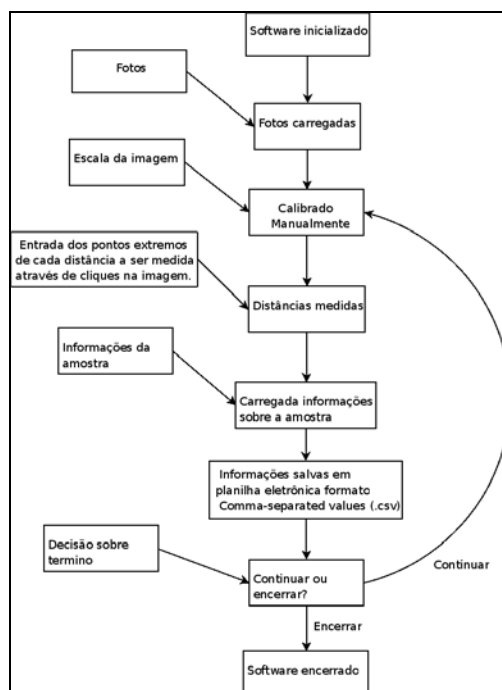 Software inicializado
Fotos
Fotos carregadas
Escala da imagem
Calibrado
Manualmente
Entrada dos pontos extremos
de cada distância a ser medida
através de cliques na imagem.
Distâncias medidas
Informações da
amostra
Carregada informações
sobre a amostra
Informações salvas em
planilha eletrônica formato
Comma-separated values (.csv)
Decisão sobre
termino
Continuar ou
encerrar?
Continuar
Encerrar
Software encerrado